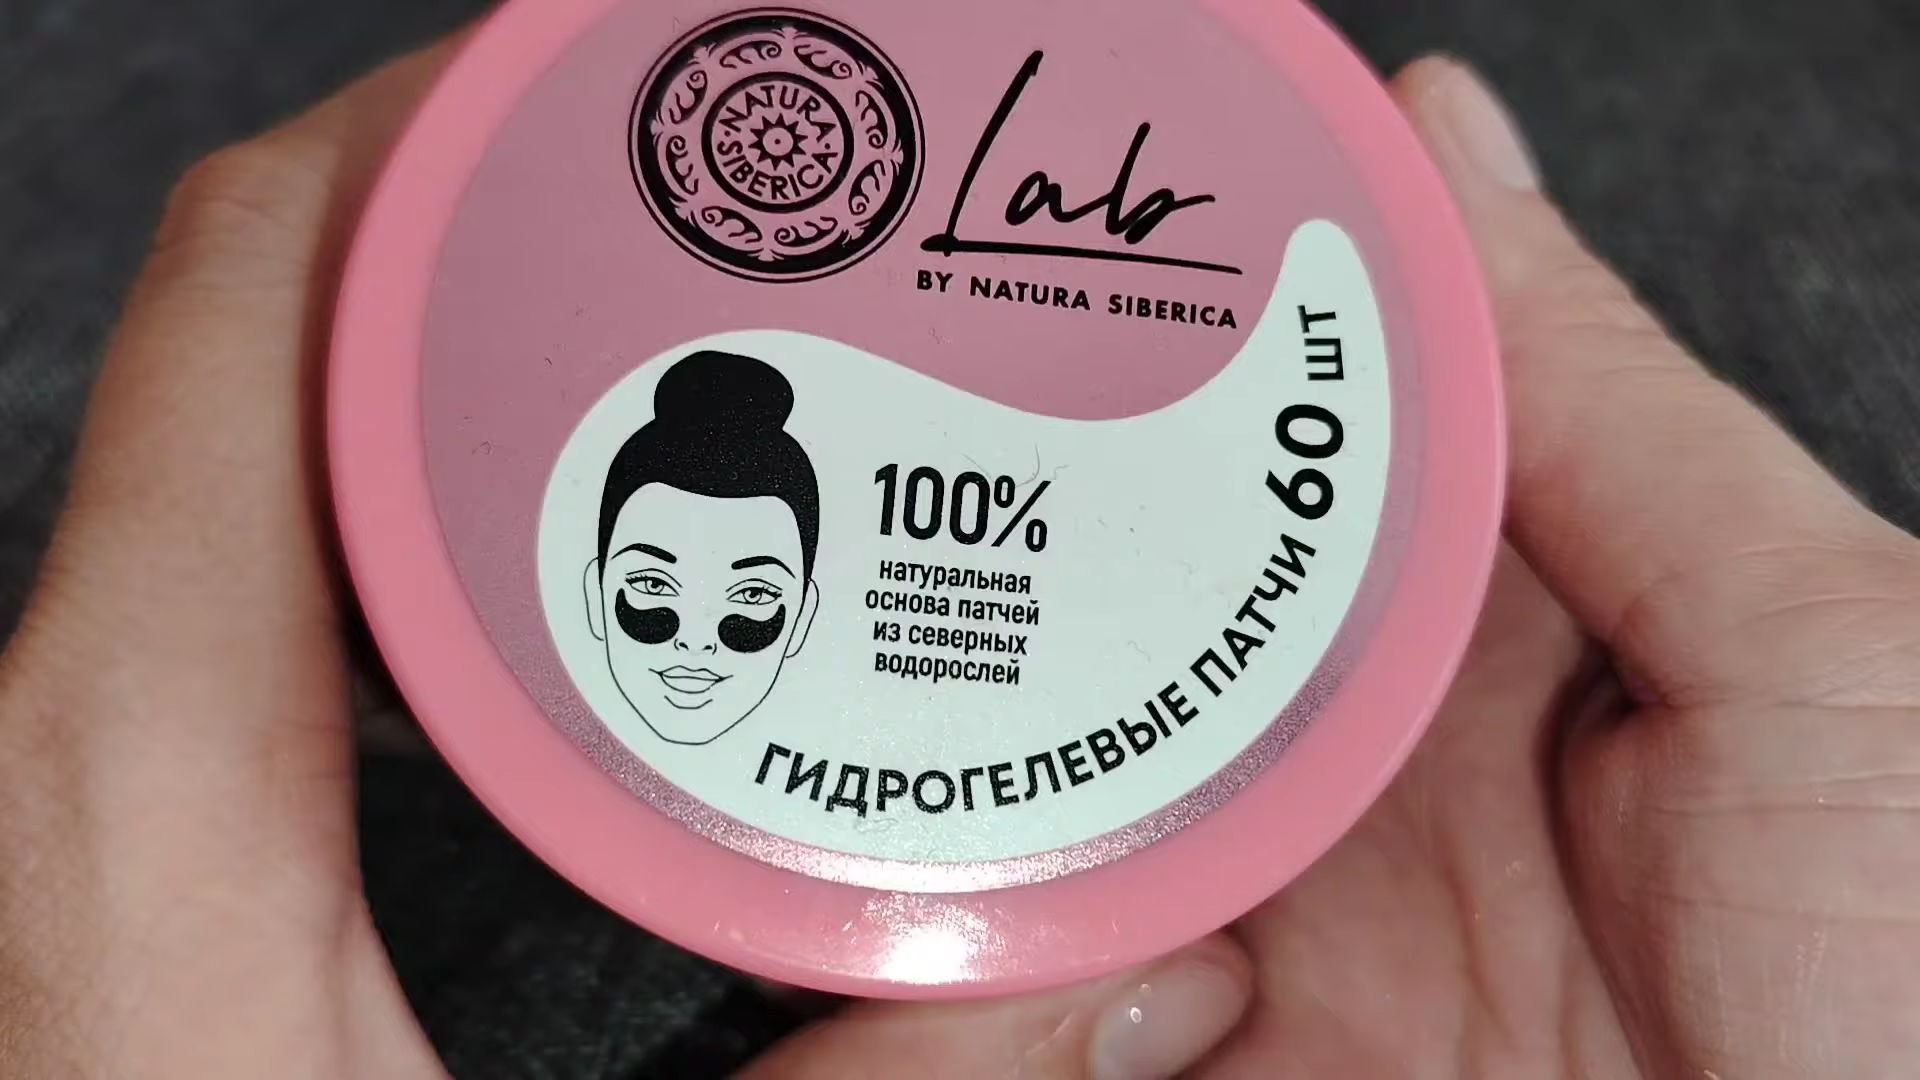 NATURA
SIBERICA
Lab
BY NATURA SIBERICA
100%
натуральная
основа патчей
из северных
водорослей
ГИДРОГЕЛЕВЫЕ ПАТЧИ 60 ШТ